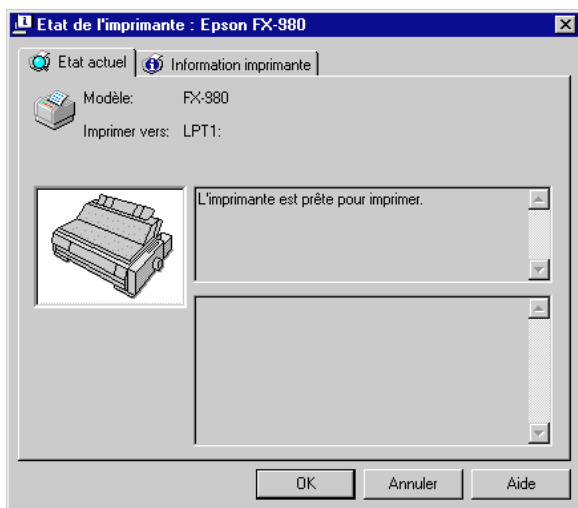 Etat de l'imprimante : Epson FX-980
Etat actuel
Information imprimante
Modèle: FX-980
Imprimer vers: LPT1:
L'imprimante est prête pour imprimer.
OK
Annuler
Aide